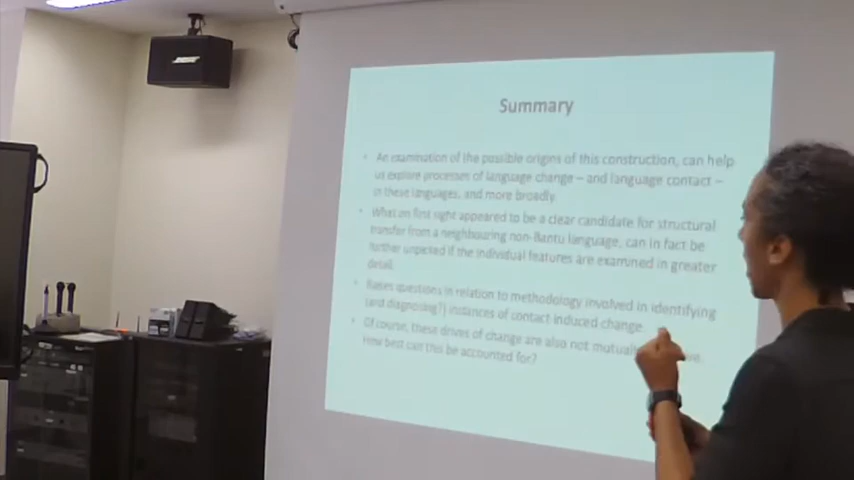 Summary
• An examination of the possible origins of this construction, can help
us explore processes of language change – and language contact –
in these languages, and more broadly.
• What on first sight appeared to be a clear candidate for structural
transfer from a neighbouring non-Bantu language, can in fact be
further unpicked if the individual features are examined in greater
detail.
• Raises questions in relation to methodology involved in identifying
(and diagnosing!) instances of contact-induced change.
• Of course, these drives of change are also not
How best can this be accounted for?